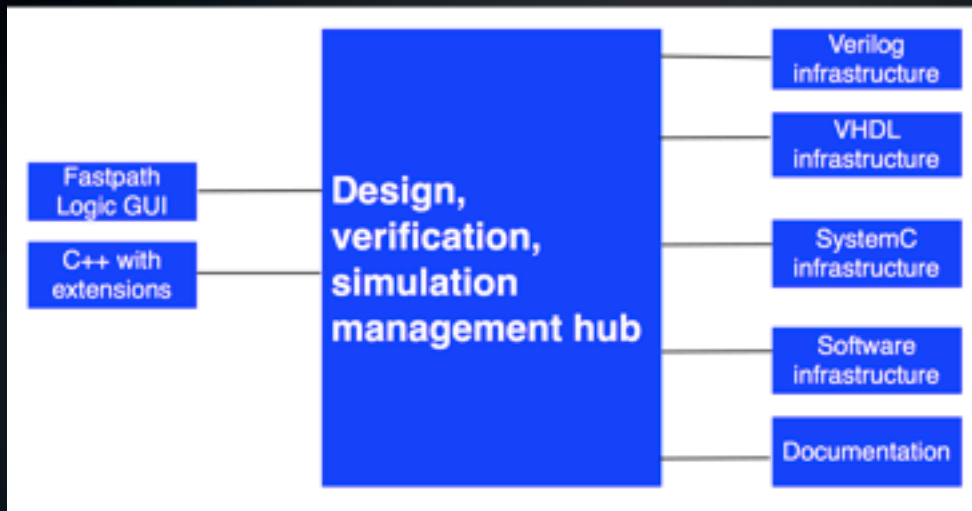 Fastpath
Logic GUI
C++ with
extensions
Design,
verification,
simulation
management hub
Verilog
infrastructure
VHDL
infrastructure
SystemC
infrastructure
Software
infrastructure
Documentation